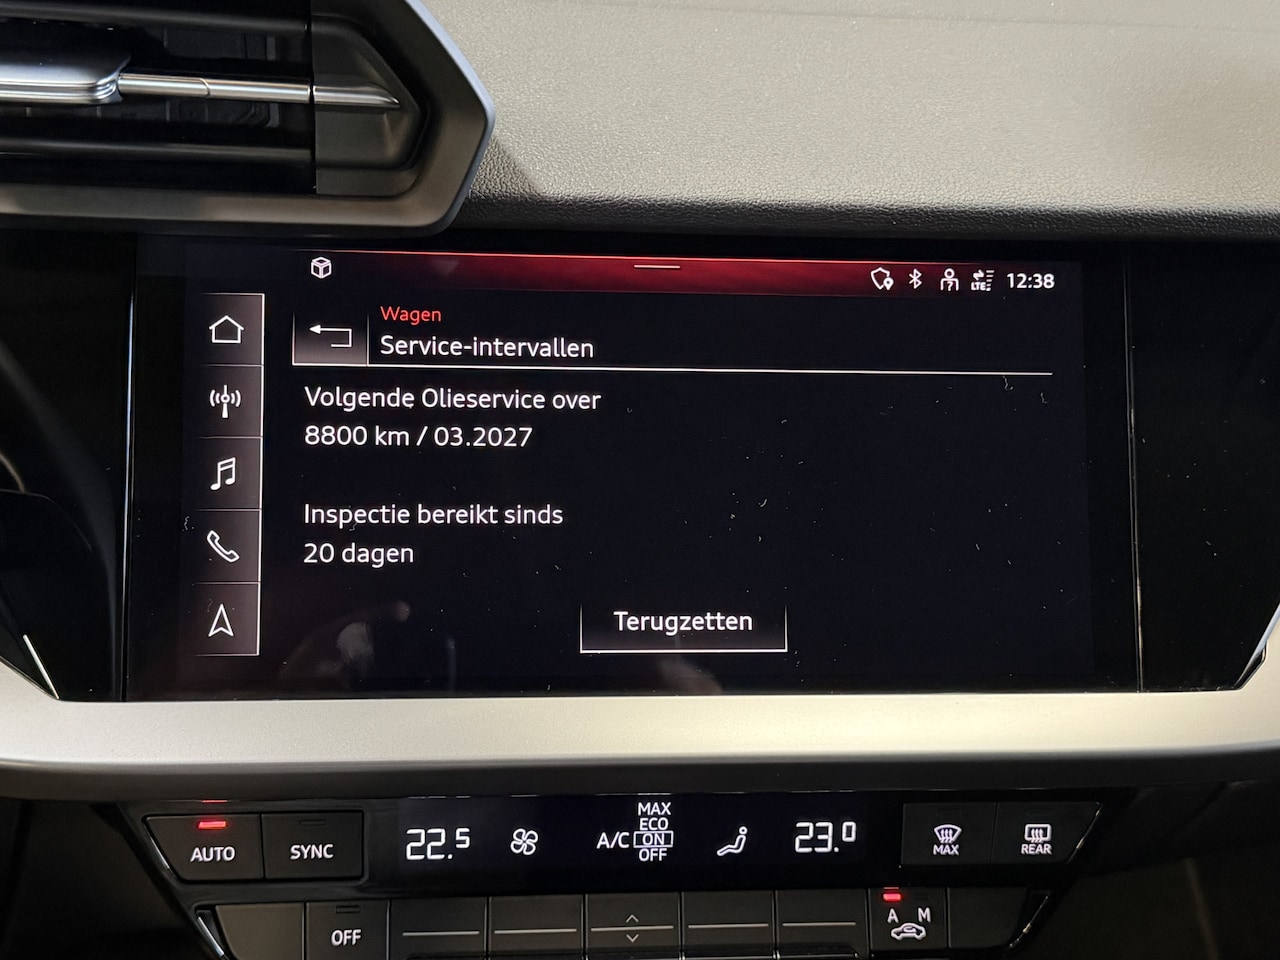 LTE
12:38
Wagen
Service-intervallen
Volgende Olieservice over
8800 km / 03.2027
Inspectie bereikt sinds
20 dagen
Terugzetten
AUTO
SYNC
22.5
A/C
MAX
ECO
ON
OFF
23.0
MAX
REAR
OFF
A M